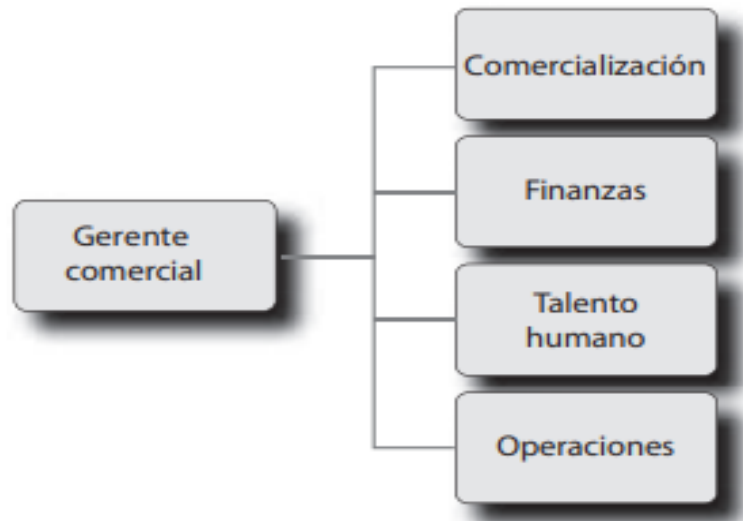 Gerente
comercial
Comercialización
Finanzas
Talento
humano
Operaciones